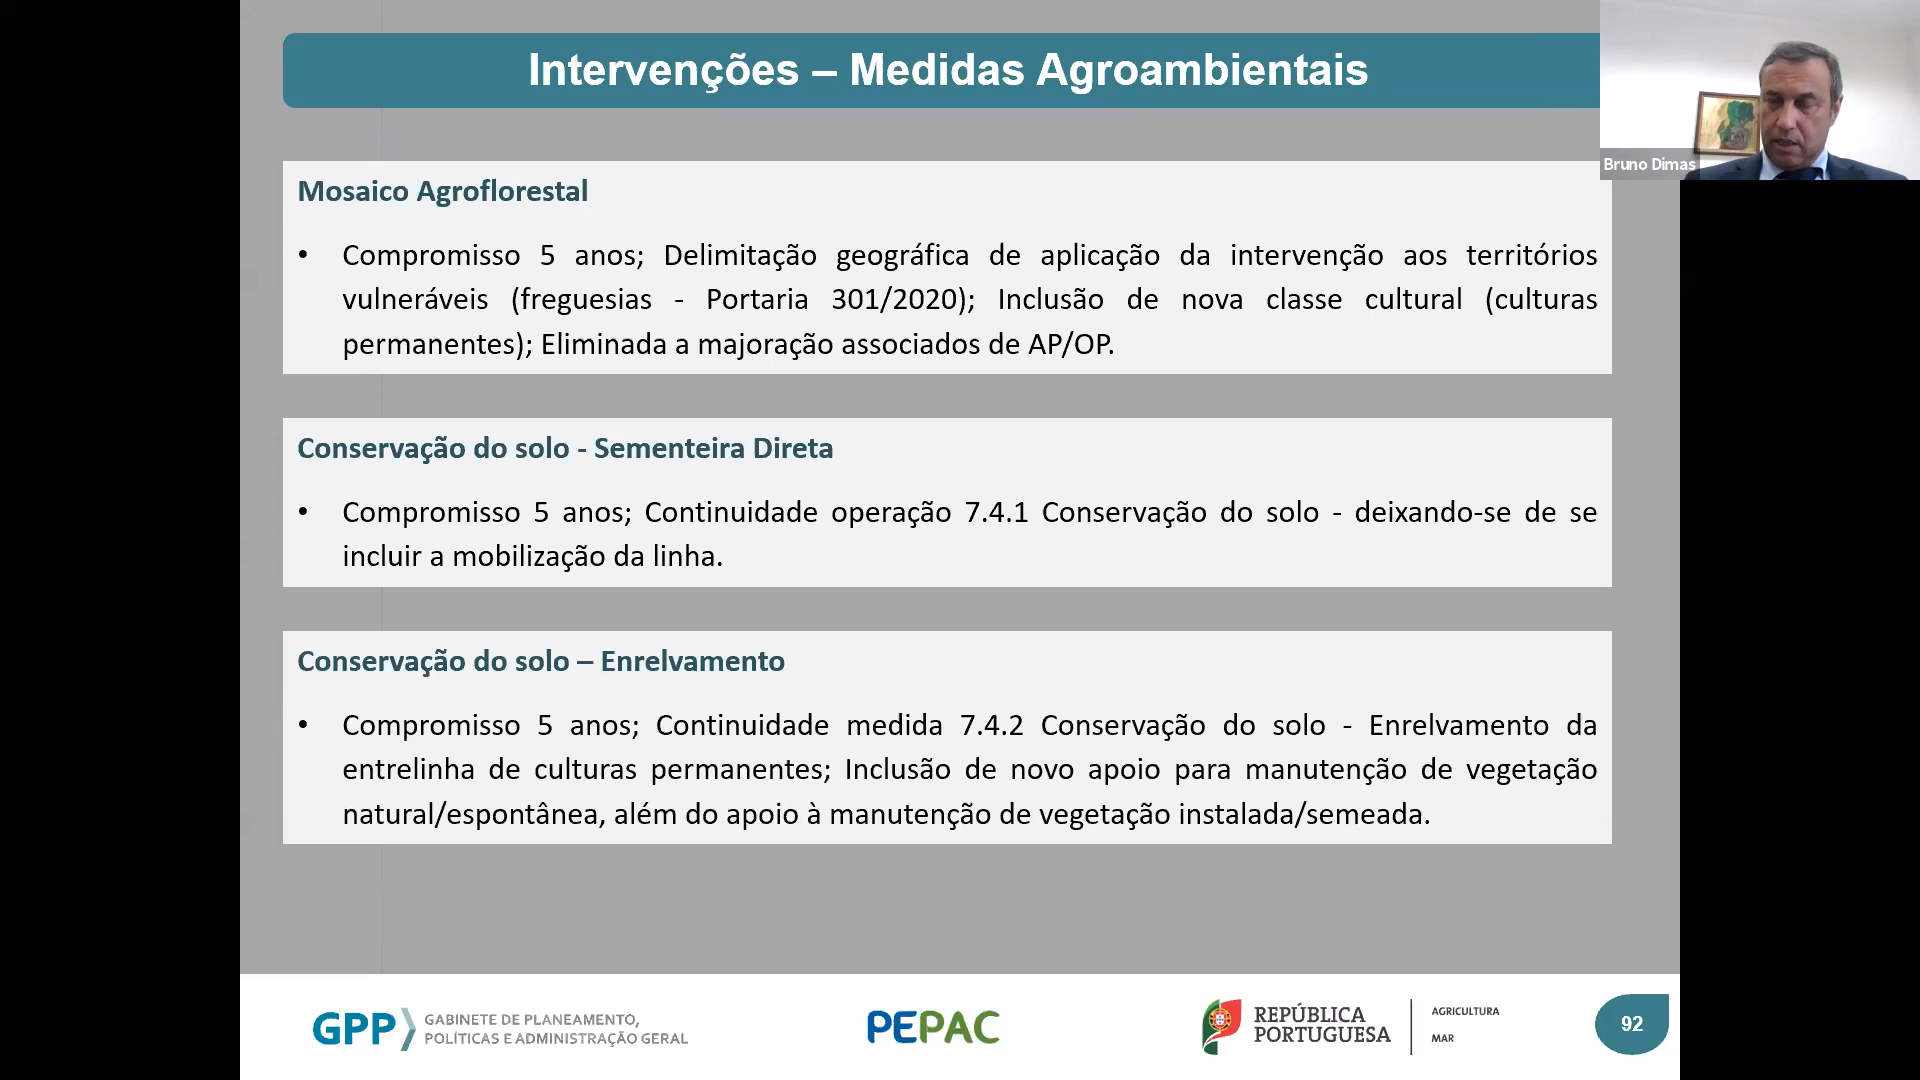 Intervenções – Medidas Agroambientais
Bruno Dimas
Mosaico Agroflorestal
• Compromisso 5 anos; Delimitação geográfica de aplicação da intervenção aos territórios
vulneráveis (freguesias - Portaria 301/2020); Inclusão de nova classe cultural (culturas
permanentes); Eliminada a majoração associados de AP/OP.
Conservação do solo - Sementeira Direta
• Compromisso 5 anos; Continuidade operação 7.4.1 Conservação do solo - deixando-se de se
incluir a mobilização da linha.
Conservação do solo – Enrelvamento
• Compromisso 5 anos; Continuidade medida 7.4.2 Conservação do solo - Enrelvamento da
entrelinha de culturas permanentes; Inclusão de novo apoio para manutenção de vegetação
natural/espontânea, além do apoio à manutenção de vegetação instalada/semeada.
GPP
GABINETE DE PLANEAMENTO,
POLÍTICAS E ADMINISTRAÇÃO GERAL
PEPAC
REPÚBLICA
PORTUGUESA
AGRICULTURA
MAR
92